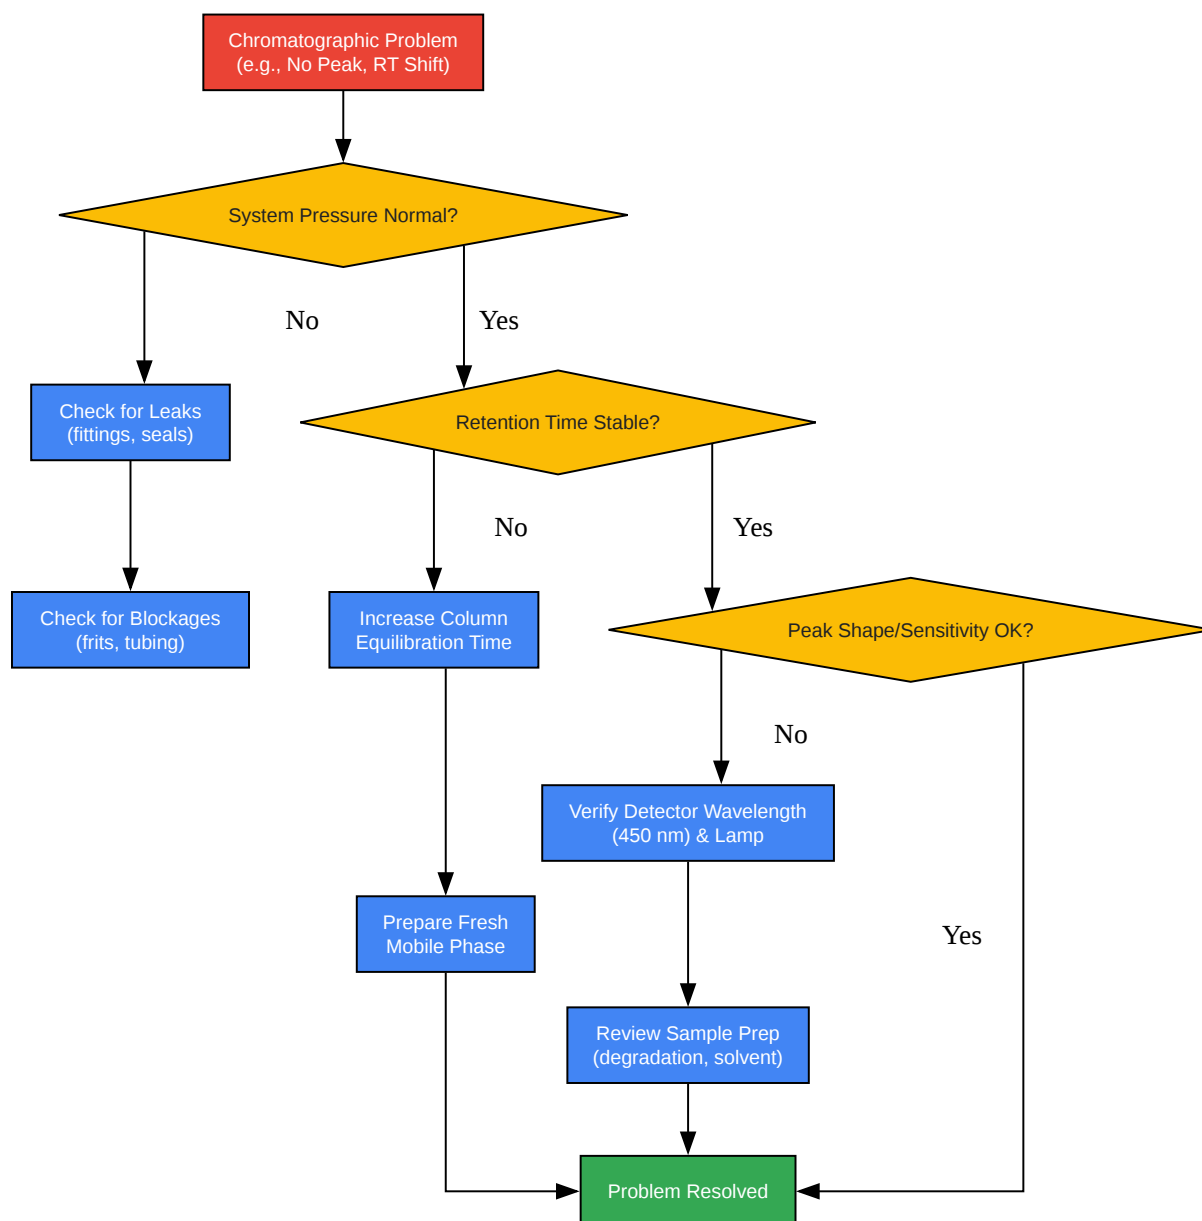 Chromatographic Problem
(e.g., No Peak, RT Shift)
System Pressure Normal?
No
Yes
Check for Leaks
(fittings, seals)
Retention Time Stable?
No
Yes
Check for Blockages
(frits, tubing)
Increase Column
Equilibration Time
Peak Shape/Sensitivity OK?
No
Verify Detector Wavelength
(450 nm) & Lamp
Prepare Fresh
Mobile Phase
Yes
Review Sample Prep
(degradation, solvent)
Problem Resolved